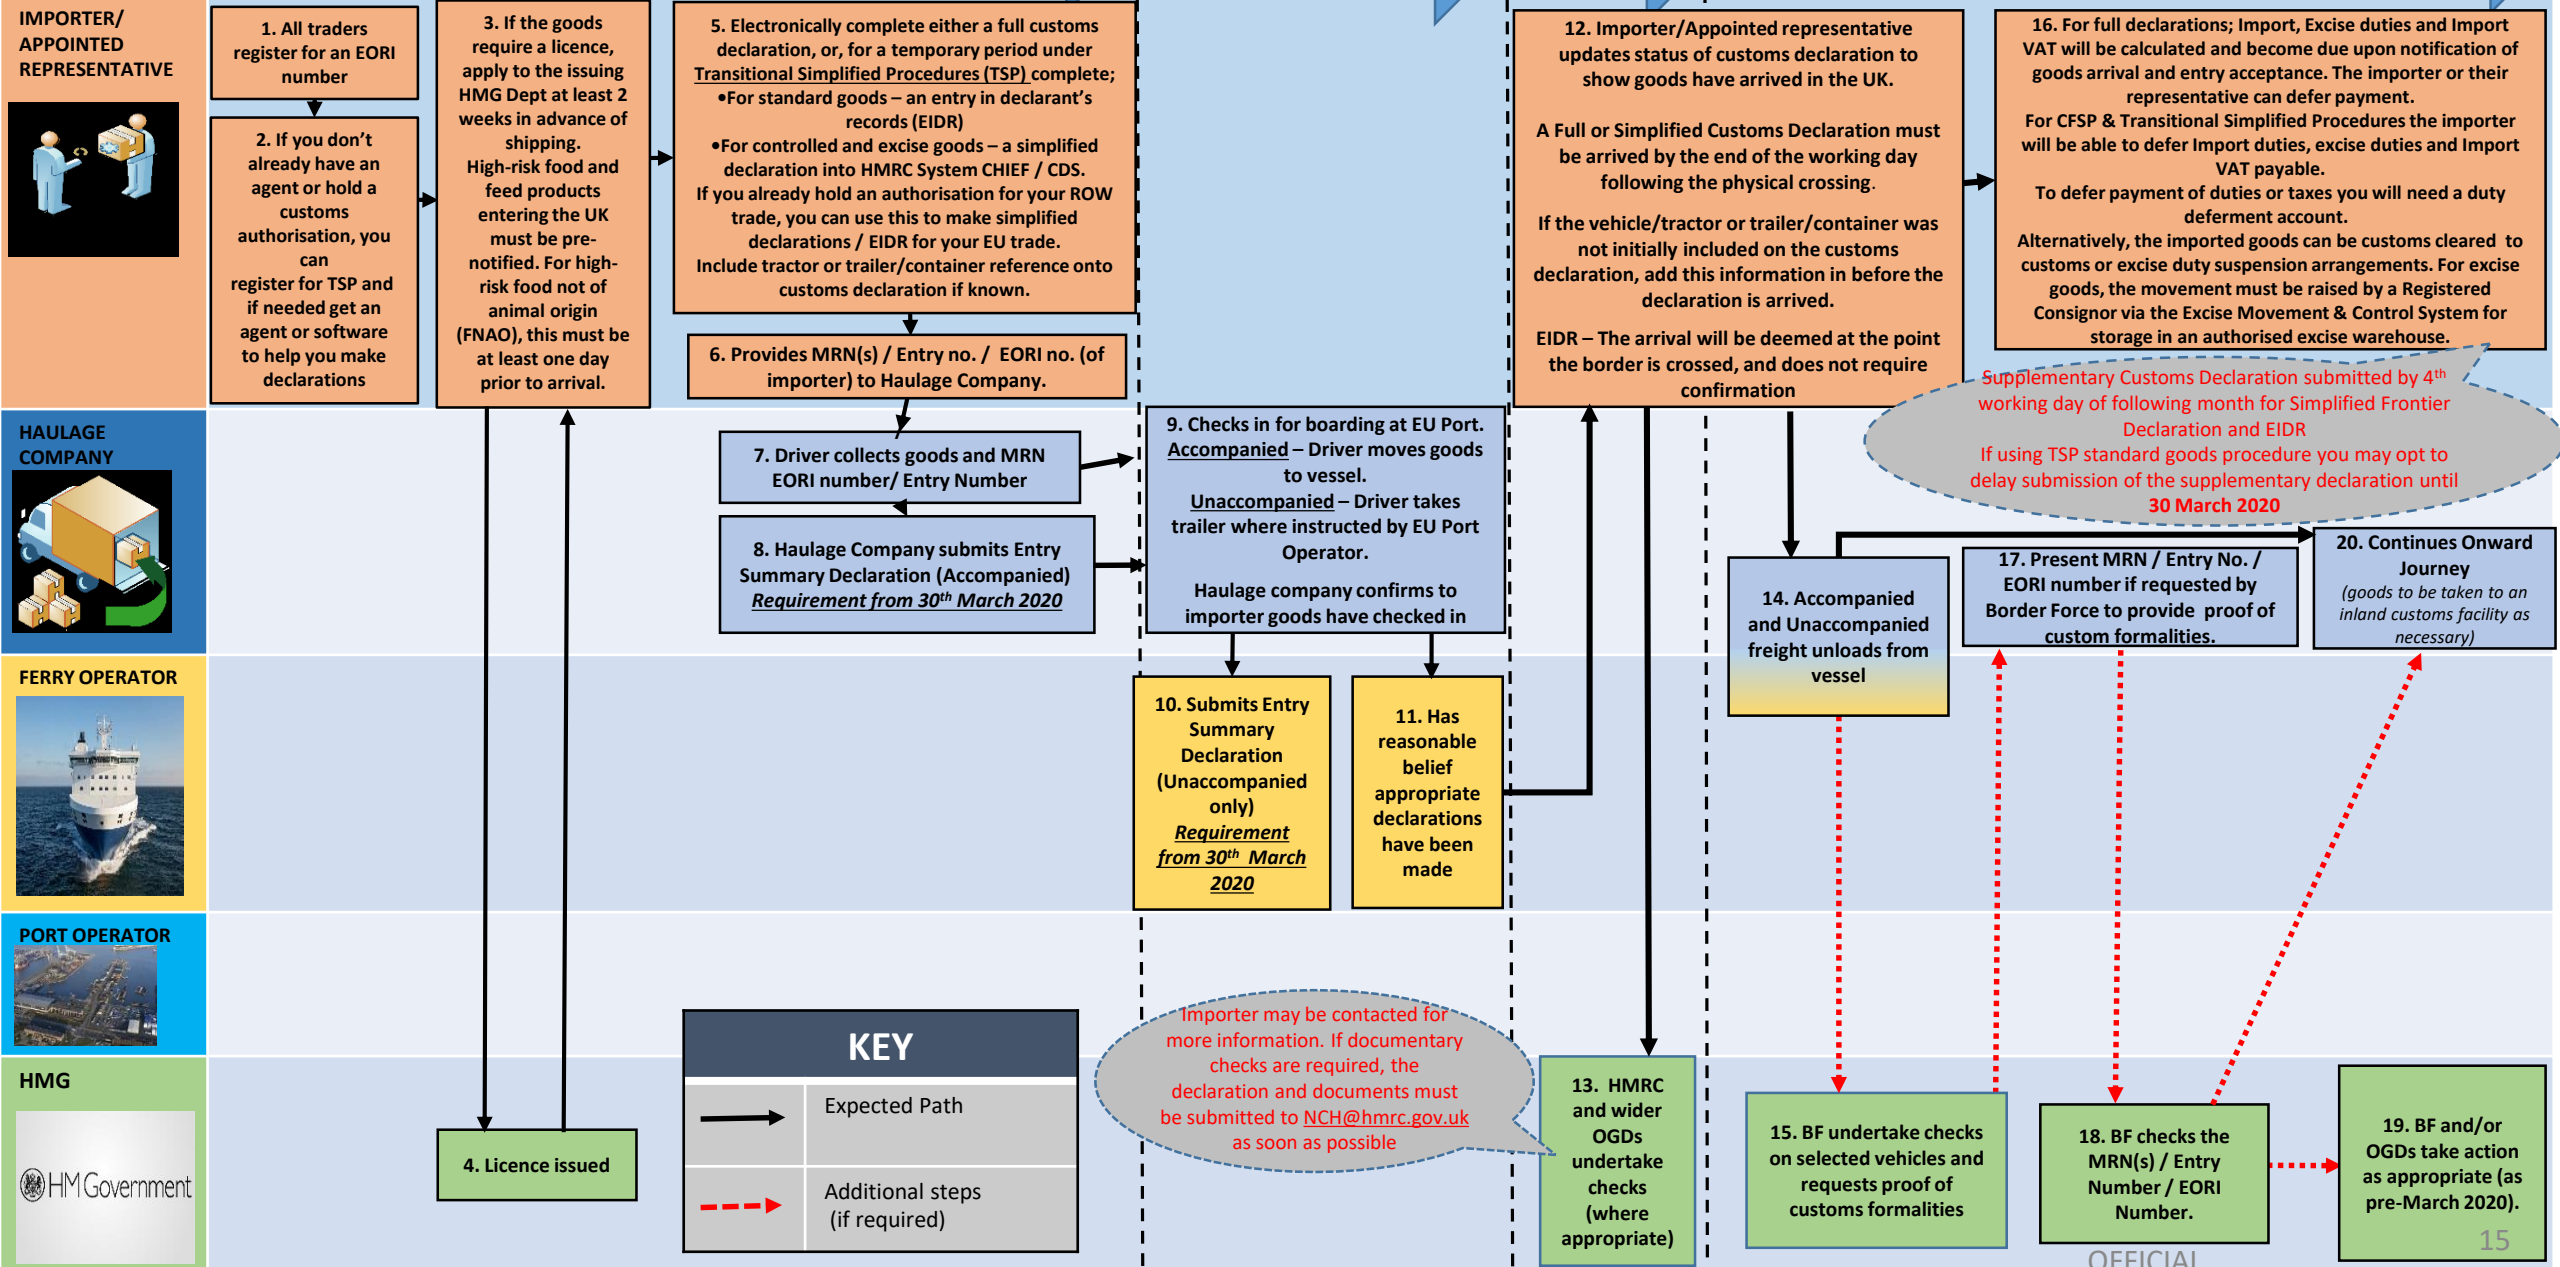 IMPORTER/
APPOINTED
REPRESENTATIVE
1. All traders
register for an EORI
number
2. If you don’t
already have an
agent or hold a
customs
authorisation, you
can
register for TSP and
if needed get an
agent or software
to help you make
declarations
3. If the goods
require a licence,
apply to the issuing
HMG Dept at least 2
weeks in advance of
shipping.
High-risk food and
feed products
entering the UK
must be pre-
notified. For high-
risk food not of
animal origin
(FNAO), this must be
at least one day
prior to arrival.
5. Electronically complete either a full customs
declaration, or, for a temporary period under
Transitional Simplified Procedures (TSP) complete;
•For standard goods – an entry in declarant’s
records (EIDR)
•For controlled and excise goods – a simplified
declaration into HMRC System CHIEF / CDS.
If you already hold an authorisation for your ROW
trade, you can use this to make simplified
declarations / EIDR for your EU trade.
Include tractor or trailer/container reference onto
customs declaration if known.
6. Provides MRN(s) / Entry no. / EORI no. (of
importer) to Haulage Company.
12. Importer/Appointed representative
updates status of customs declaration to
show goods have arrived in the UK.
A Full or Simplified Customs Declaration must
be arrived by the end of the working day
following the physical crossing.
If the vehicle/tractor or trailer/container was
not initially included on the customs
declaration, add this information in before the
declaration is arrived.
EIDR – The arrival will be deemed at the point
the border is crossed, and does not require
confirmation
16. For full declarations; Import, Excise duties and Import
VAT will be calculated and become due upon notification of
goods arrival and entry acceptance. The importer or their
representative can defer payment.
For CFSP & Transitional Simplified Procedures the importer
will be able to defer Import duties, excise duties and Import
VAT payable.
To defer payment of duties or taxes you will need a duty
deferment account.
Alternatively, the imported goods can be customs cleared to
customs or excise duty suspension arrangements. For excise
goods, the movement must be raised by a Registered
Consignor via the Excise Movement & Control System for
storage in an authorised excise warehouse.
Supplementary Customs Declaration submitted by 4th
working day of following month for Simplified Frontier
Declaration and EIDR
If using TSP standard goods procedure you may opt to
delay submission of the supplementary declaration until
30 March 2020
HAULAGE
COMPANY
7. Driver collects goods and MRN
EORI number/ Entry Number
8. Haulage Company submits Entry
Summary Declaration (Accompanied)
Requirement from 30th March 2020
9. Checks in for boarding at EU Port.
Accompanied – Driver moves goods
to vessel.
Unaccompanied – Driver takes
trailer where instructed by EU Port
Operator.
Haulage company confirms to
importer goods have checked in
14. Accompanied
and Unaccompanied
freight unloads from
vessel
17. Present MRN / Entry No. /
EORI number if requested by
Border Force to provide proof of
custom formalities.
20. Continues Onward
Journey
(goods to be taken to an
inland customs facility as
necessary)
FERRY OPERATOR
10. Submits Entry
Summary
Declaration
(Unaccompanied
only)
Requirement
from 30th March
2020
11. Has
reasonable
belief
appropriate
declarations
have been
made
PORT OPERATOR
HMG
HM Government
4. Licence issued
KEY
Expected Path
Additional steps
(if required)
Importer may be contacted for
more information. If documentary
checks are required, the
declaration and documents must
be submitted to NCH@hmrc.gov.uk
as soon as possible
13. HMRC
and wider
OGDs
undertake
checks
(where
appropriate)
15. BF undertake checks
on selected vehicles and
requests proof of
customs formalities
18. BF checks the
MRN(s) / Entry
Number / EORI
Number.
19. BF and/or
OGDs take action
as appropriate (as
pre-March 2020).
15
OFFICIAL